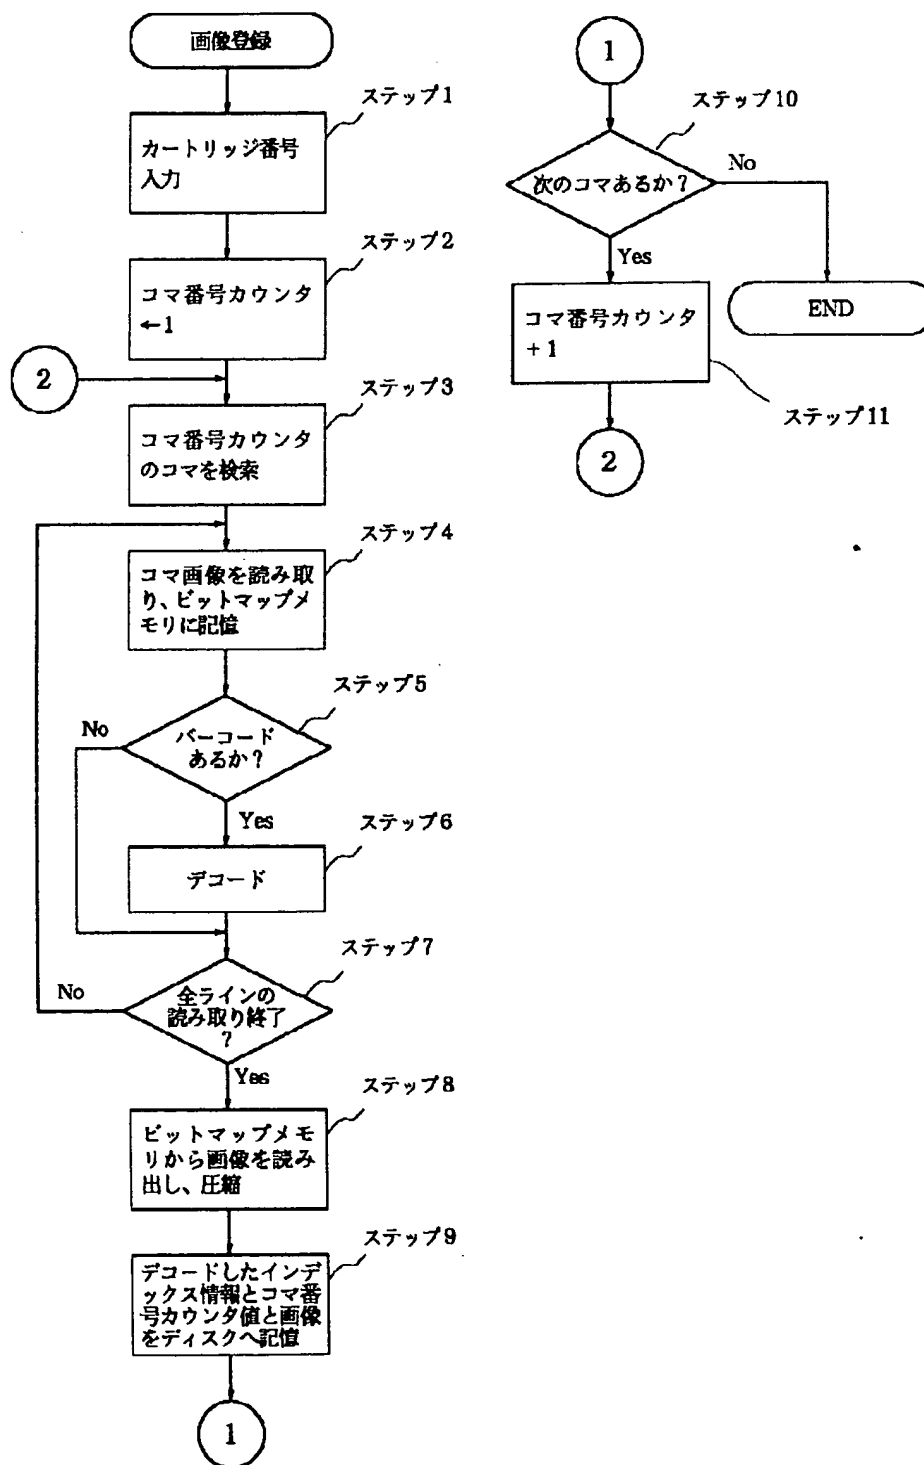 画像登録
ステップ1
カートリッジ番号
入力
ステップ2
コマ番号カウンタ
←1
2
ステップ3
コマ番号カウンタ
のコマを検索
ステップ4
コマ画像を読み取
り、ビットマップメ
モリに記憶
ステップ5
No
バーコード
あるか?
Yes
ステップ6
デコード
ステップ7
No
全ラインの
読み取り終了
?
Yes
ステップ8
ビットマップメモ
リから画像を読み
出し、圧縮
ステップ9
デコードしたインデ
ックス情報とコマ番
号カウンタ値と画像
をディスクへ記憶
1
1
ステップ10
次のコマあるか?
No
Yes
END
コマ番号カウンタ
+1
ステップ11
2